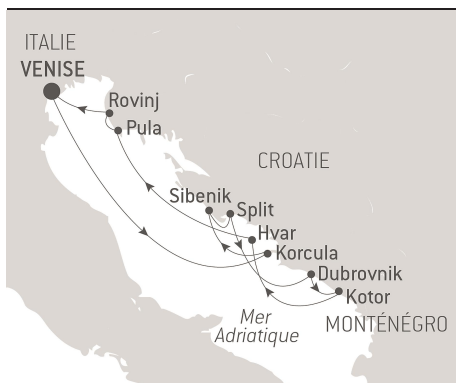 ITALIE
VENISE
Rovinj
Pula
CROATIE
Sibenik
Split
Hvar
Korcula
Dubrovnik
Kotor
Mer
Adriatique
MONTÉNÉGRO